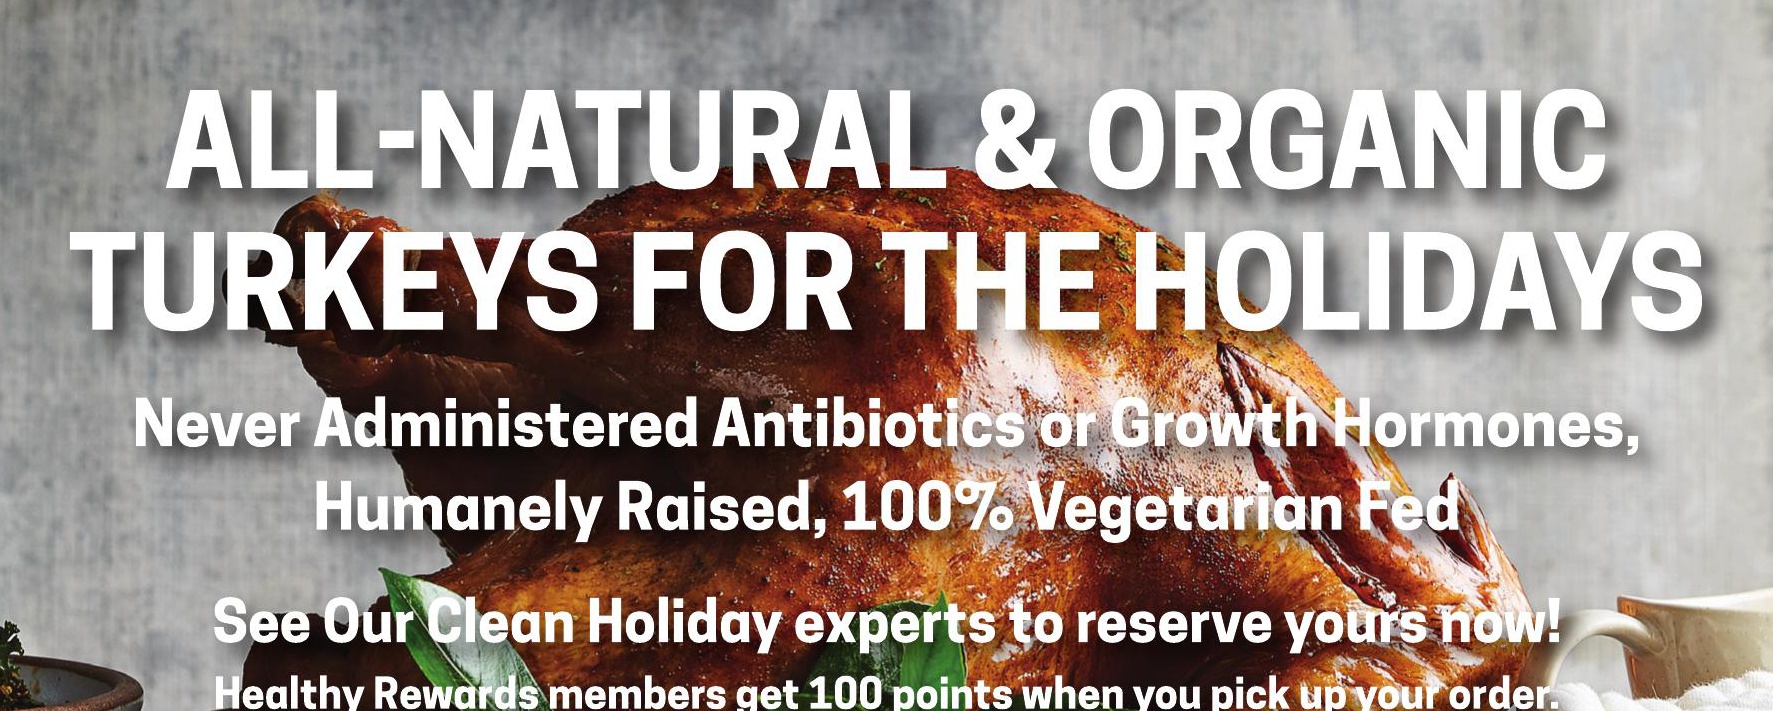 ALL-NATURAL & ORGANIC
TURKEYS FOR THE HOLIDAYS
Never Administered Antibiotics or Growth Hormones,
Humanely Raised, 100% Vegetarian Fed
See Our Clean Holiday experts to reserve yours now!
Healthy Rewards members get 100 points when you pick up your order.